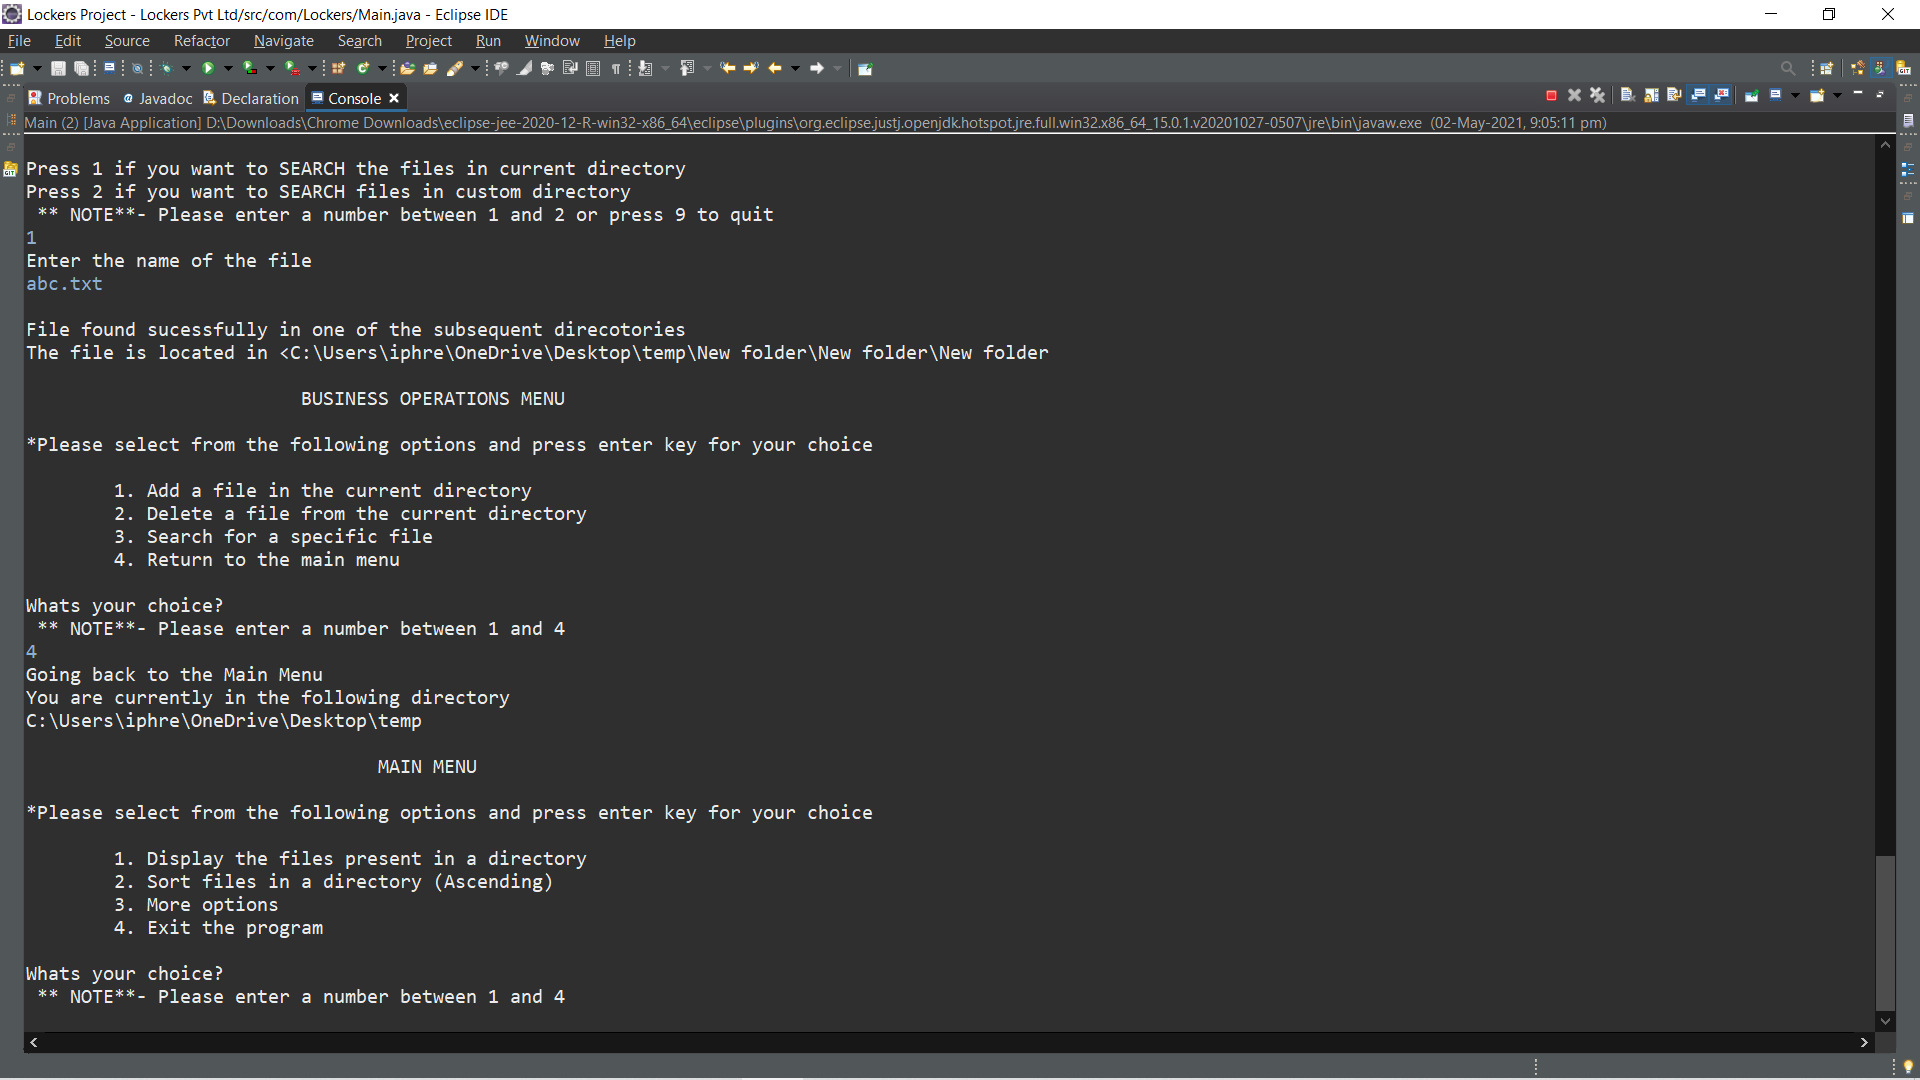 Lockers Project - Lockers Pvt Ltd/src/com/Lockers/Main.java - Eclipse IDE
File Edit Source Refactor Navigate Search Project Run Window Help
Problems Javadoc Declaration Console
Main (2) [Java Application] D:\Downloads\Chrome Downloads\eclipse-jee-2020-12-R-win32-x86_64\eclipse\plugins\org.eclipse.justj.openjdk.hotspot.jre.full.win32.x86_64_15.0.1.v20201027-0507\jre\bin\javaw.exe (02-May-2021, 9:05:11 pm)
Press 1 if you want to SEARCH the files in current directory
Press 2 if you want to SEARCH files in custom directory
** NOTE**- Please enter a number between 1 and 2 or press 9 to quit
1
Enter the name of the file
abc.txt
File found sucessfully in one of the subsequent direcotories
The file is located in <C:\Users\iphre\OneDrive\Desktop\temp\New folder\New folder\New folder
BUSINESS OPERATIONS MENU
*Please select from the following options and press enter key for your choice
1. Add a file in the current directory
2. Delete a file from the current directory
3. Search for a specific file
4. Return to the main menu
Whats your choice?
** NOTE**- Please enter a number between 1 and 4
4
Going back to the Main Menu
You are currently in the following directory
C:\Users\iphre\OneDrive\Desktop\temp
MAIN MENU
*Please select from the following options and press enter key for your choice
1. Display the files present in a directory
2. Sort files in a directory (Ascending)
3. More options
4. Exit the program
Whats your choice?
** NOTE**- Please enter a number between 1 and 4